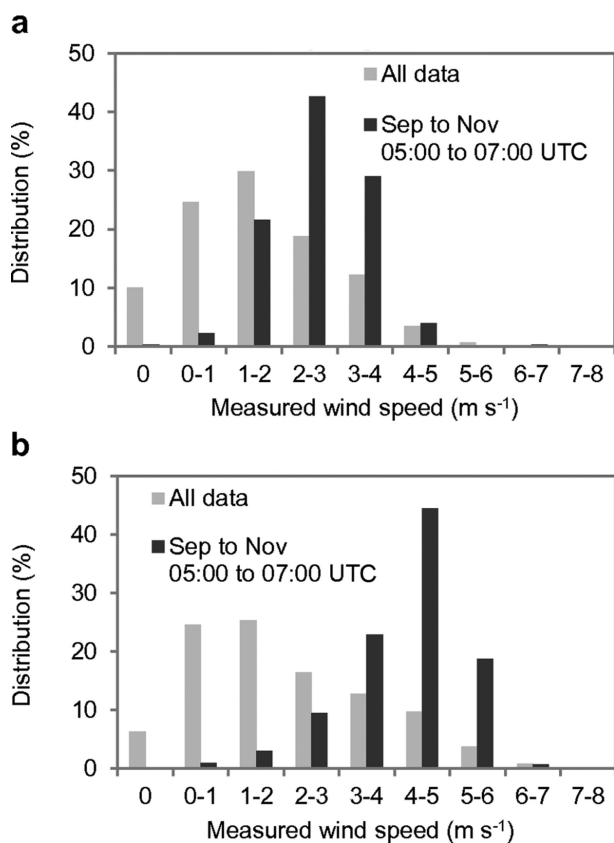 a
50
40
30
20
10
0
Distribution (%)
All data
Sep to Nov
05:00 to 07:00 UTC
0 0-1 1-2 2-3 3-4 4-5 5-6 6-7 7-8
Measured wind speed (m s⁻¹)
b
50
40
30
20
10
0
Distribution (%)
All data
Sep to Nov
05:00 to 07:00 UTC
0 0-1 1-2 2-3 3-4 4-5 5-6 6-7 7-8
Measured wind speed (m s⁻¹)